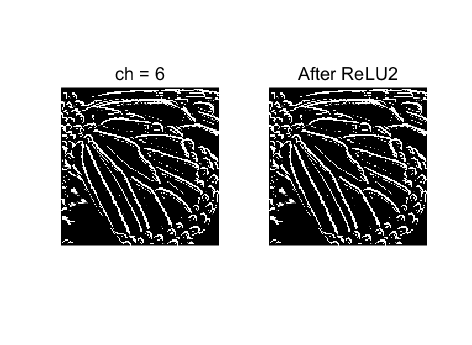 ch = 6
After ReLU2